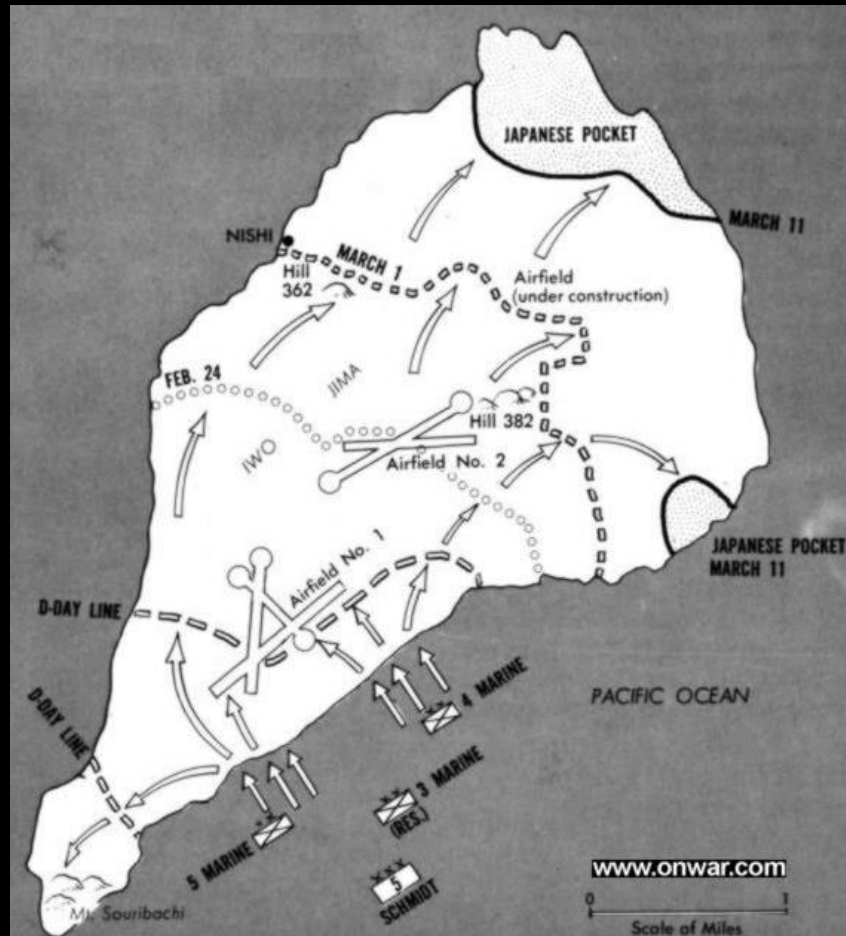 JAPANESE POCKET
MARCH 11
NISHI
MARCH 1
Hill
362
Airfield
(under construction)
FEB. 24
JIMA
IWO
Hill 382
Airfield No. 2
Airfield No. 1
JAPANESE POCKET
MARCH 11
D-DAY LINE
D-DAY LINE
PACIFIC OCEAN
4 MARINE
3 MARINE
(RES.)
5 MARINE
XXX
5
SCHMIDT
Mt. Souribachi
www.onwar.com
0 1
Scale of Miles